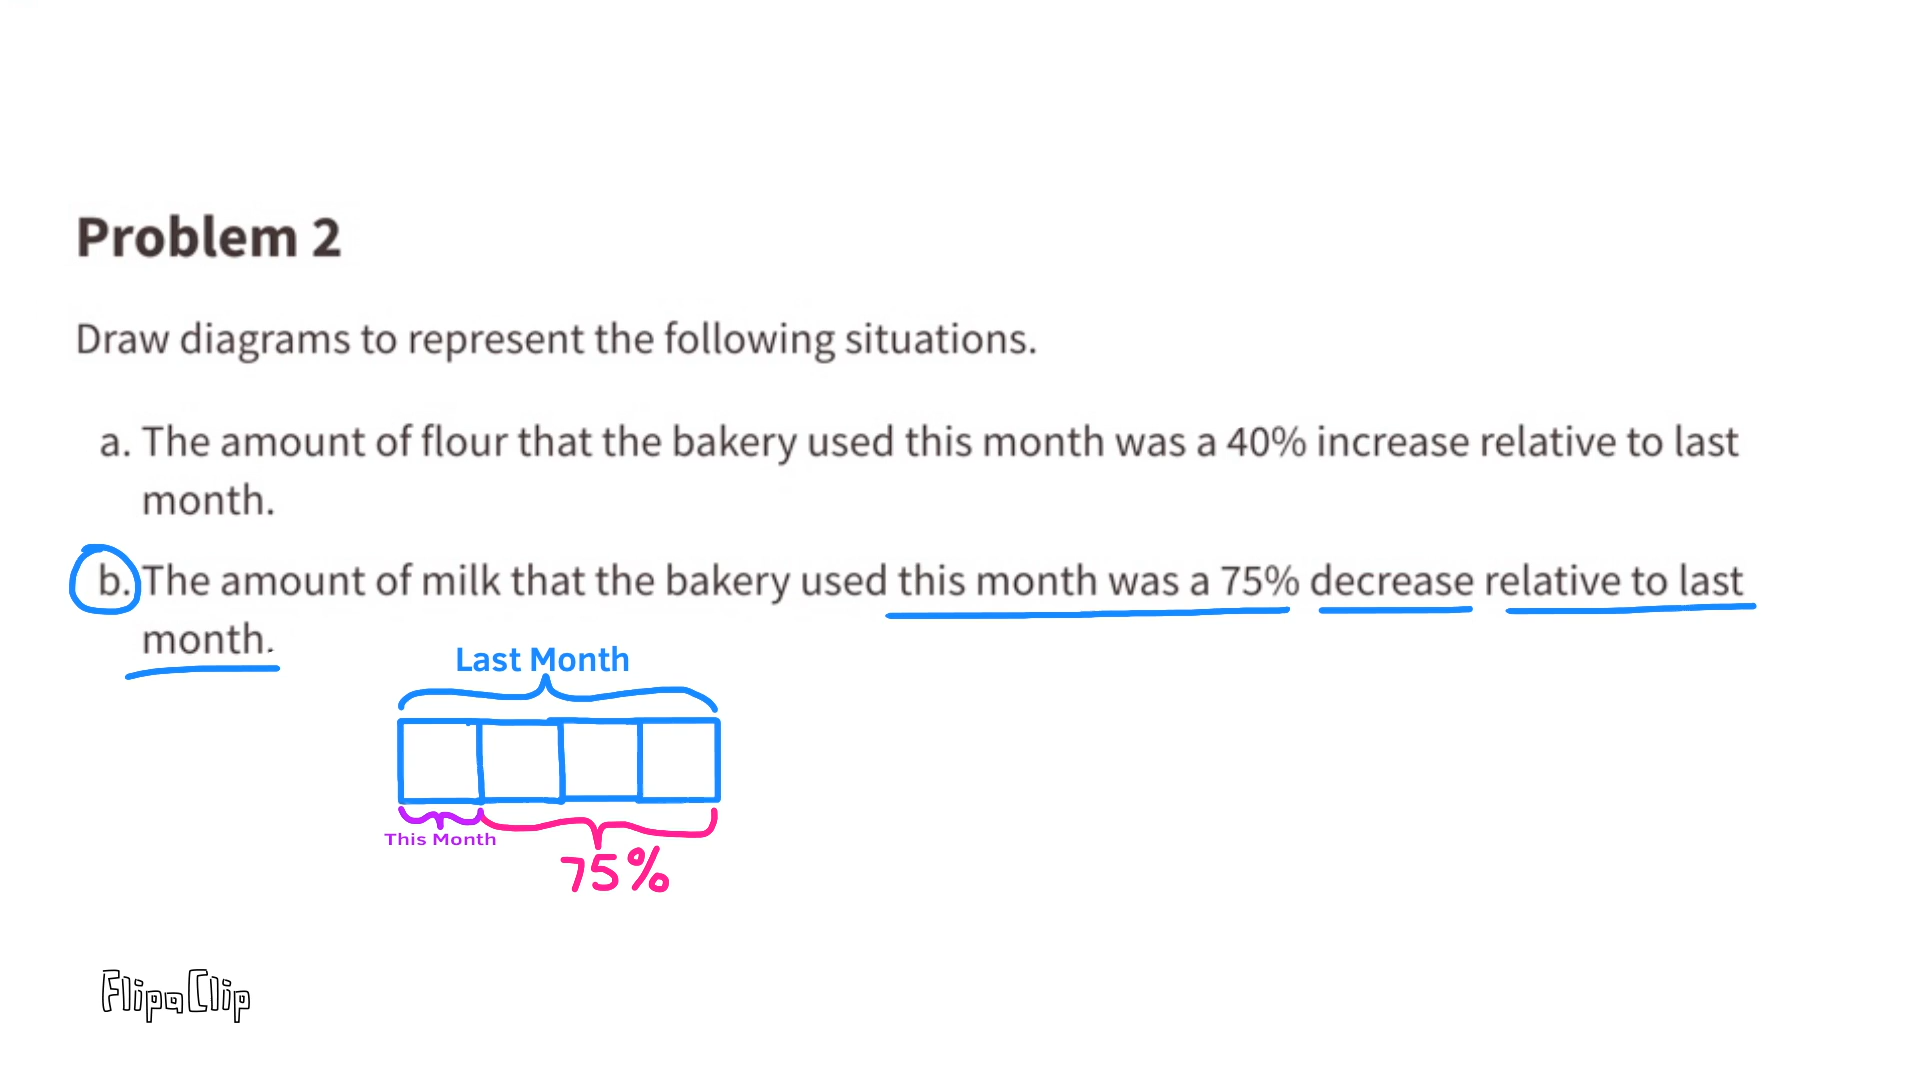 Problem 2
Draw diagrams to represent the following situations.
a. The amount of flour that the bakery used this month was a 40% increase relative to last
month.
b. The amount of milk that the bakery used this month was a 75% decrease relative to last
month.
Last Month
This Month
75%
FlipaClip